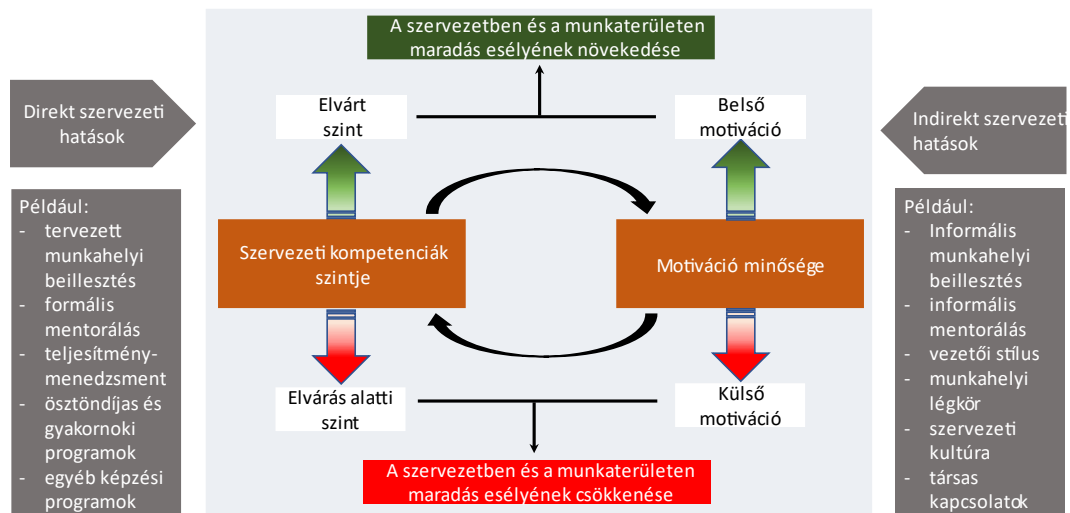 A szervezetben és a munkaterületen
maradás esélyének növekedése
Direkt szervezeti
hatások
Elvárt
szint
Belső
motiváció
Indirekt szervezeti
hatások
Például:
- tervezett
munkahelyi
beillesztés
- formális
mentorálás
- teljesítmény-
menedzsment
- ösztöndíjas és
gyakornoki
programok
- egyéb képzési
programok
Szervezeti kompetenciák
szintje
Motiváció minősége
Elvárás alatti
szint
Külső
motiváció
A szervezetben és a munkaterületen
maradás esélyének csökkenése
Például:
- Informális
munkahelyi
beillesztés
- informális
mentorálás
- vezetői stílus
- munkahelyi
légkör
- szervezeti
kultúra
- társas
kapcsolatok